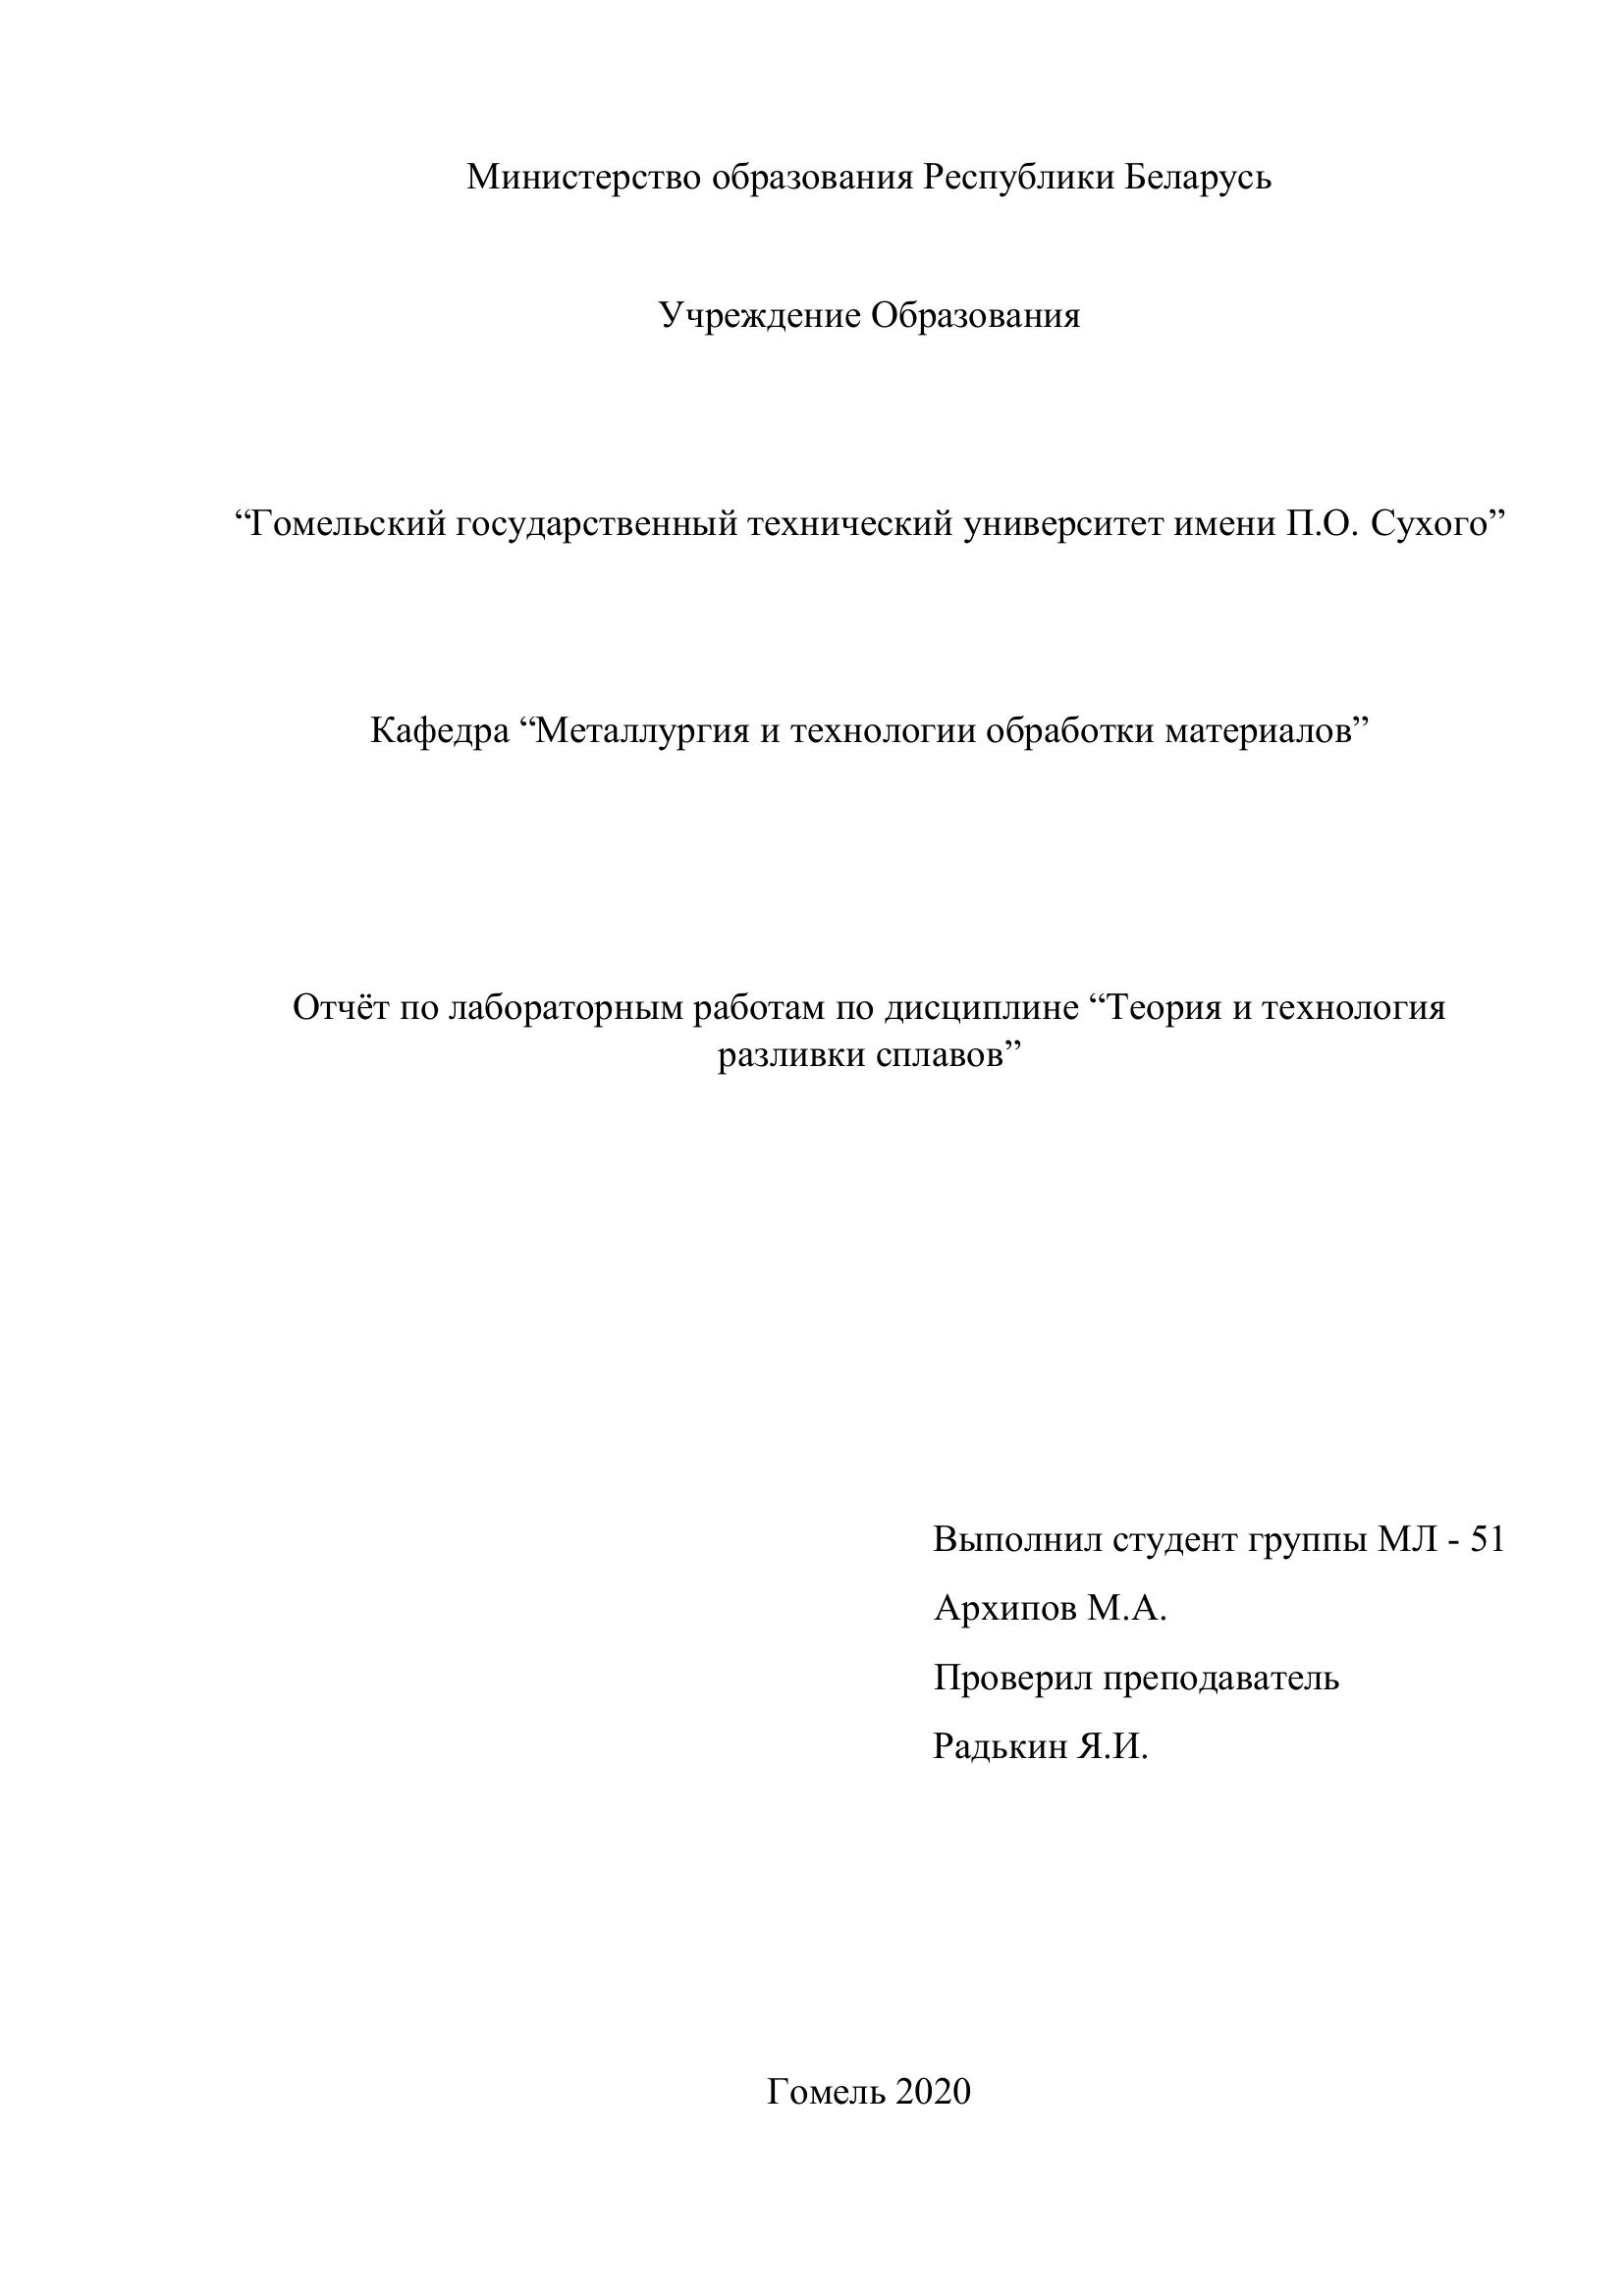 Министерство образования Республики Беларусь
Учреждение Образования
“Гомельский государственный технический университет имени П.О. Сухого”
Кафедра “Металлургия и технологии обработки материалов”
Отчёт по лабораторным работам по дисциплине “Теория и технология
разливки сплавов”
Выполнил студент группы МЛ - 51
Архипов М.А.
Проверил преподаватель
Радькин Я.И.
Гомель 2020